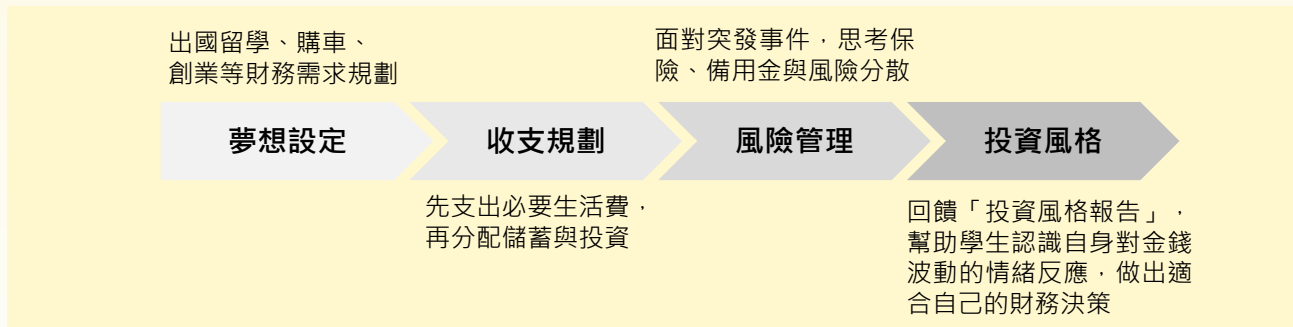 出國留學、購車、
創業等財務需求規劃
面對突發事件，思考保
險、備用金與風險分散
夢想設定
收支規劃
風險管理
投資風格
先支出必要生活費，
再分配儲蓄與投資
回饋「投資風格報告」，
幫助學生認識自身對金錢
波動的情緒反應，做出適
合自己的財務決策